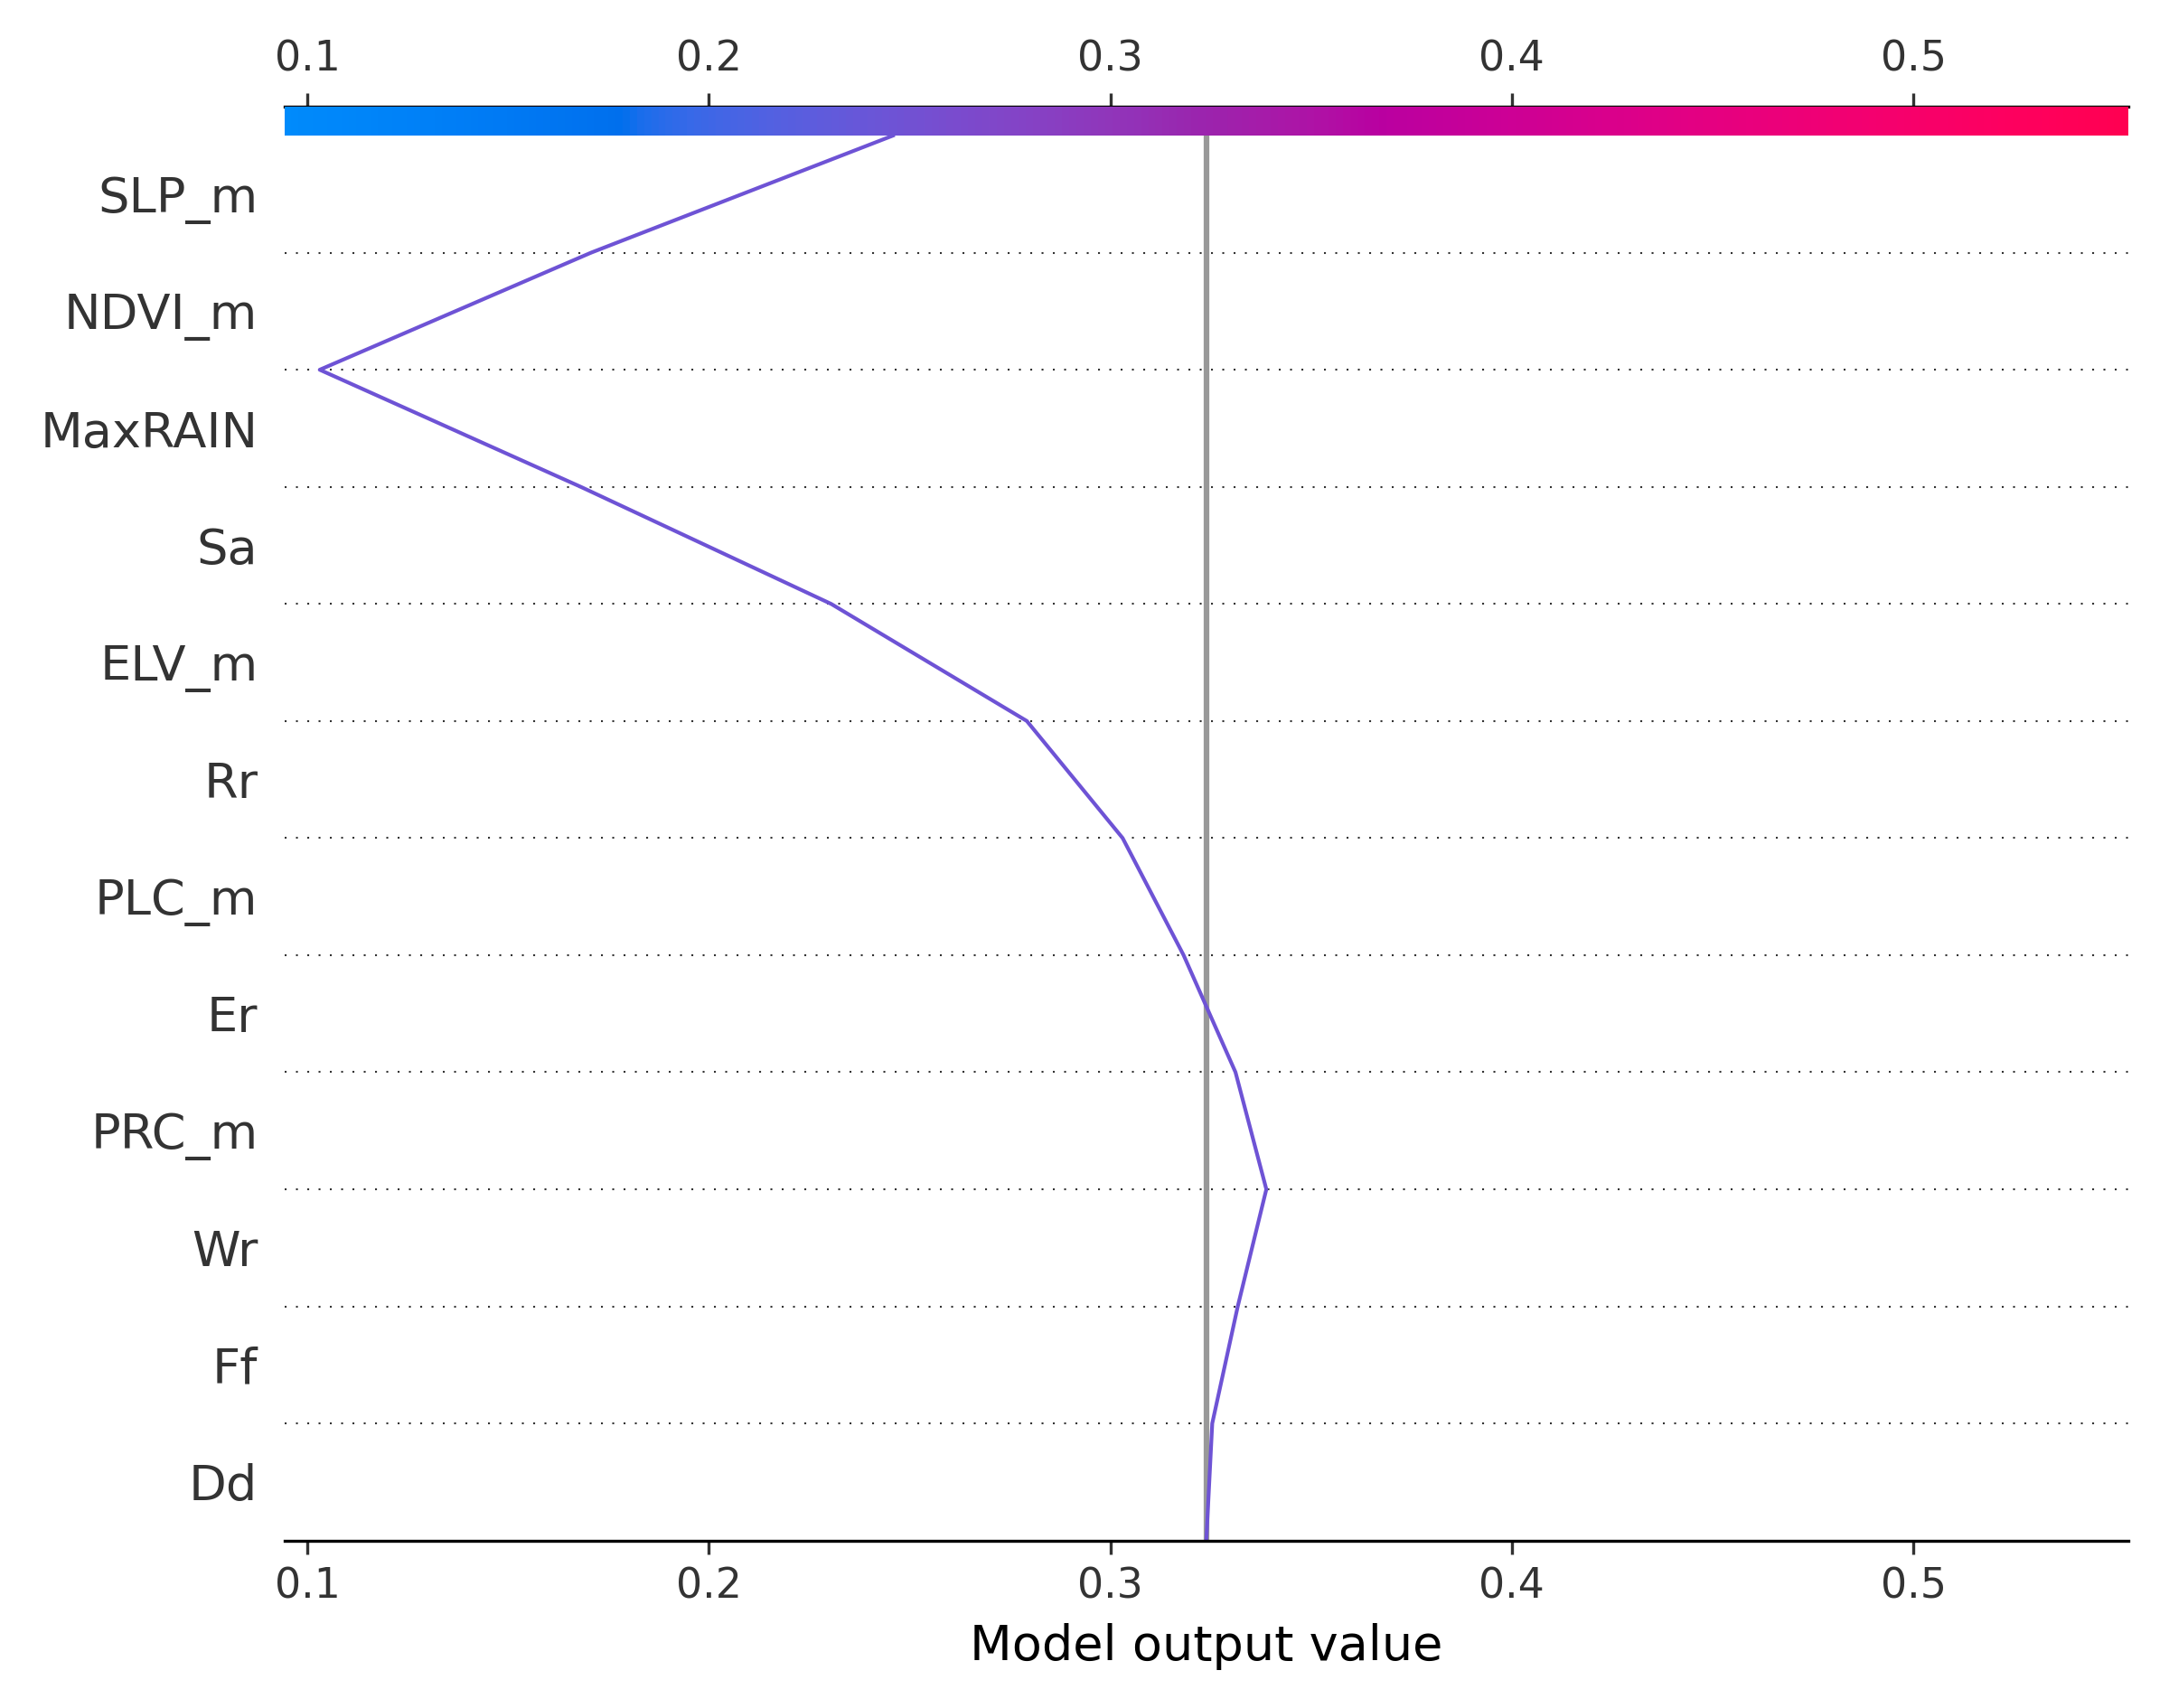 0.1 0.2 0.3 0.4 0.5
SLP_m
NDVI_m
MaxRAIN
Sa
ELV_m
Rr
PLC_m
Er
PRC_m
Wr
Ff
Dd
0.1 0.2 0.3 0.4 0.5
Model output value